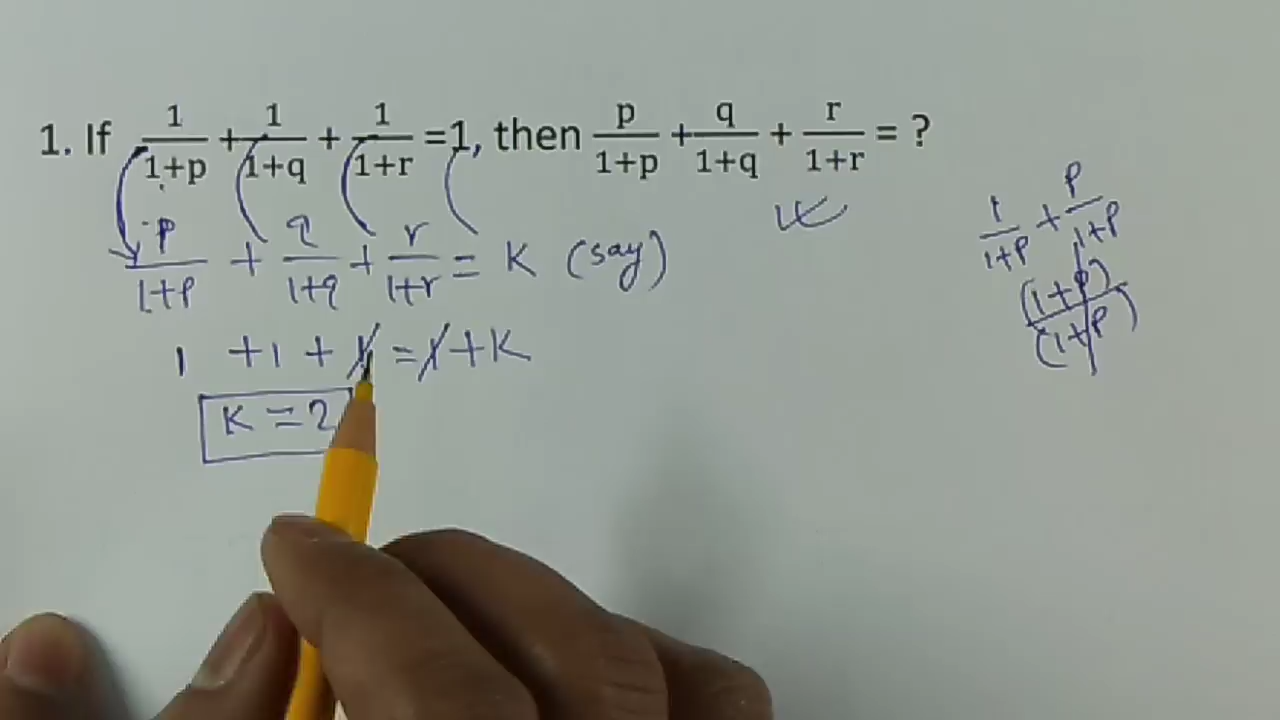 1. If 1/1+p + 1/1+q + 1/1+r =1, then p/1+p + q/1+q + r/1+r = ?
p/1+p + q/1+q + r/1+r = K (say)
1 + 1 + 1 = 1 + K
K = 2
1/1+p + p/1+p
(1+p)/(1+p)